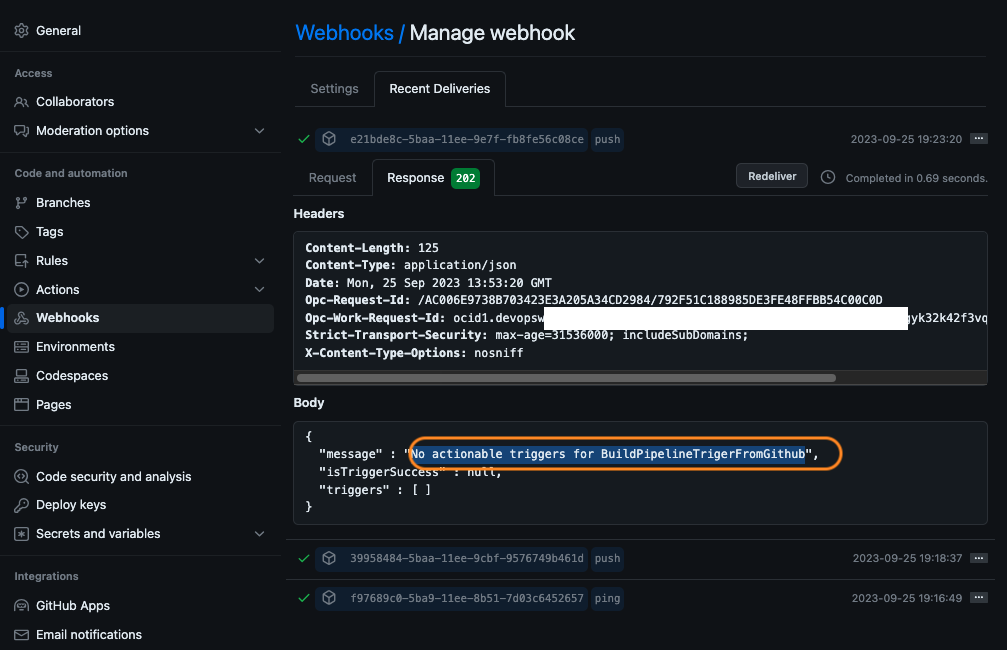 General
Access
Collaborators
Moderation options
Code and automation
Branches
Tags
Rules
Actions
Webhooks
Environments
Codespaces
Pages
Security
Code security and analysis
Deploy keys
Secrets and variables
Integrations
GitHub Apps
Email notifications
Webhooks / Manage webhook
Settings Recent Deliveries
e21bde8c-5baa-11ee-9e7f-fb8fe56c08ce push 2023-09-25 19:23:20
Request Response 202 Redeliver Completed in 0.69 seconds.
Headers
Content-Length: 125
Content-Type: application/json
Date: Mon, 25 Sep 2023 13:53:20 GMT
Opc-Request-Id: /AC006E9738B703423E3A205A34CD2984/792F51C188985DE3FE48FFBB54C00C0D
Opc-Work-Request-Id: ocid1.devopsw yk32k42f3vq
Strict-Transport-Security: max-age=31536000; includeSubDomains;
X-Content-Type-Options: nosniff
Body
{
"message" : "No actionable triggers for BuildPipelineTrigerFromGithub",
"isTriggerSuccess" : null,
"triggers" : [ ]
}
39958484-5baa-11ee-9cbf-9576749b461d push 2023-09-25 19:18:37
f97689c0-5ba9-11ee-8b51-7d03c6452657 ping 2023-09-25 19:16:49